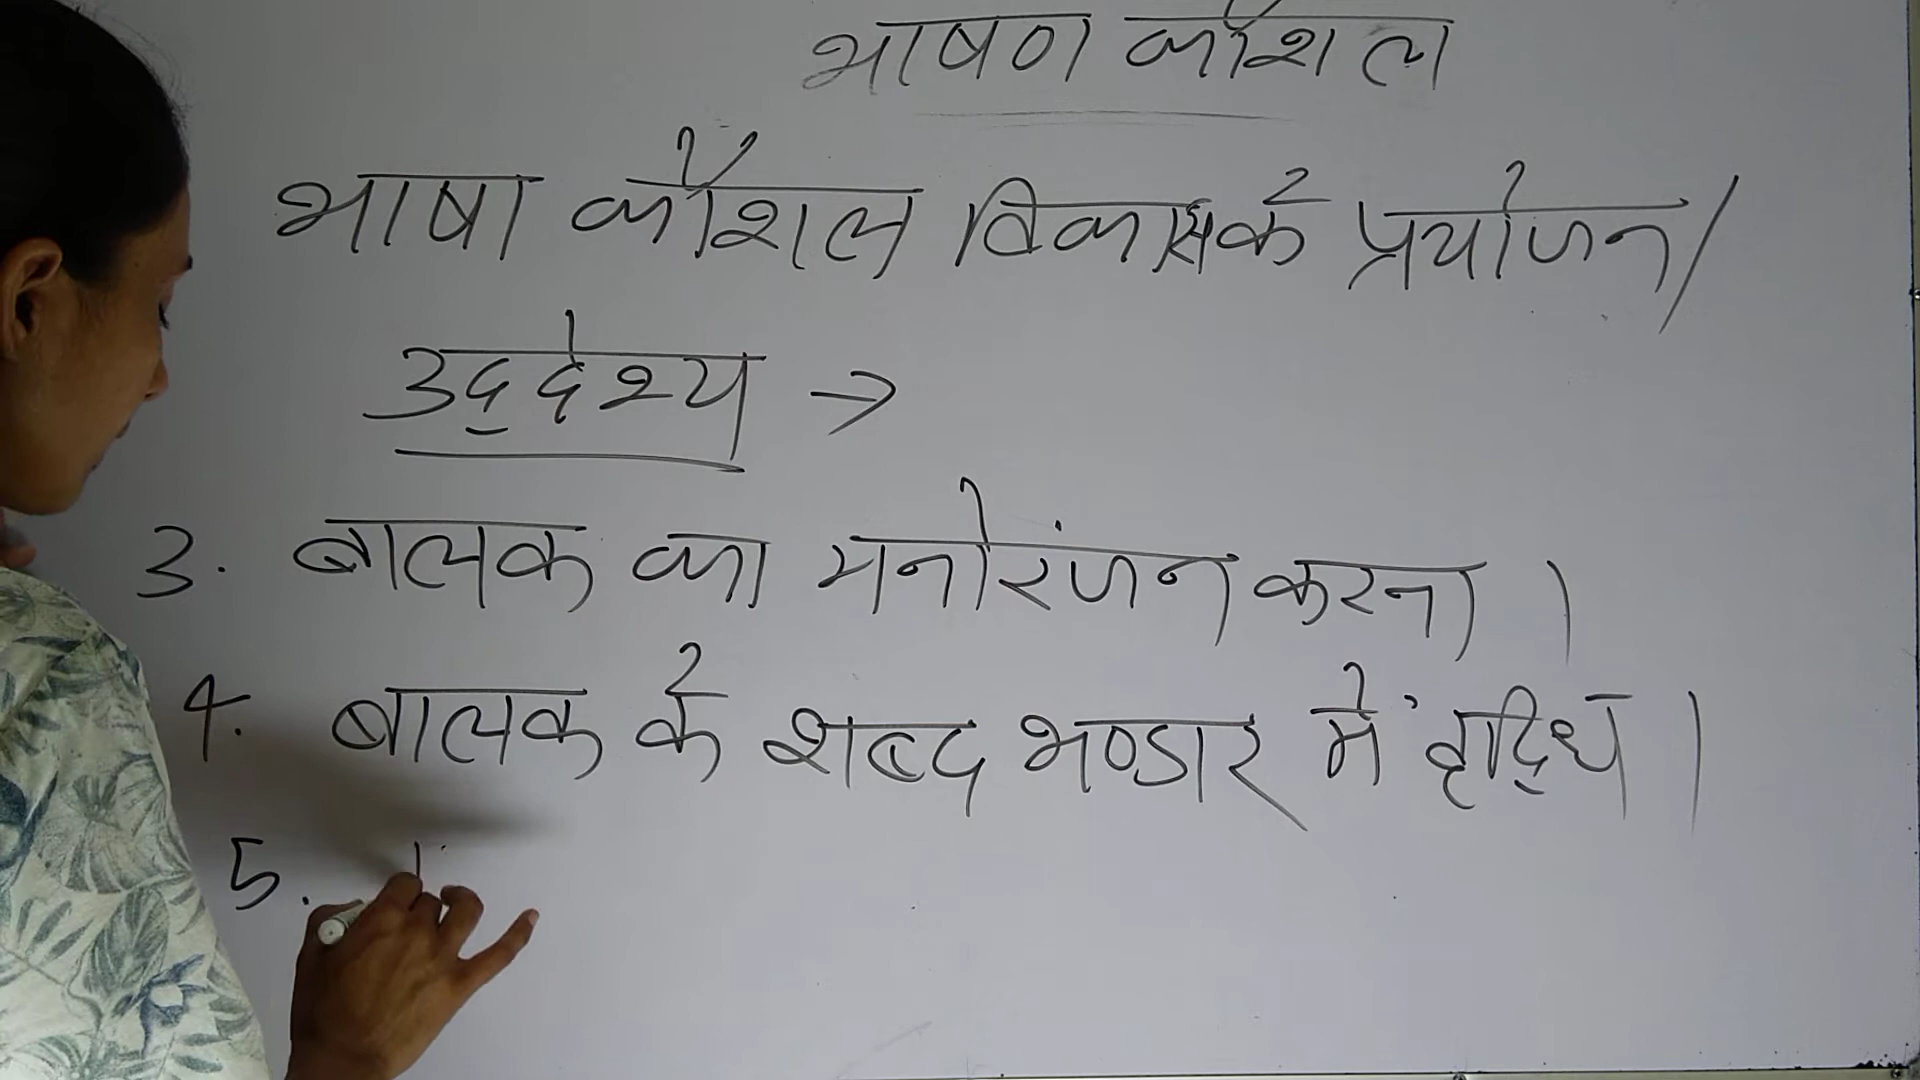 भाषण कौशल
भाषा कौशल विकास के प्रयोजन/
उद्देश्य →
3. बालक का मनोरंजन करना ।
4. बालक के शब्द भण्डार में वृद्धि ।
5.